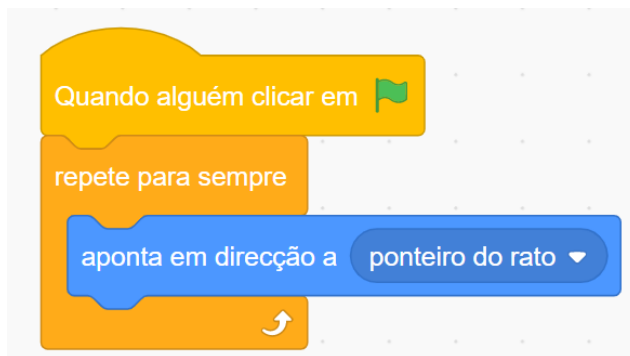 Quando alguém clicar em
repete para sempre
aponta em direcção a ponteiro do rato